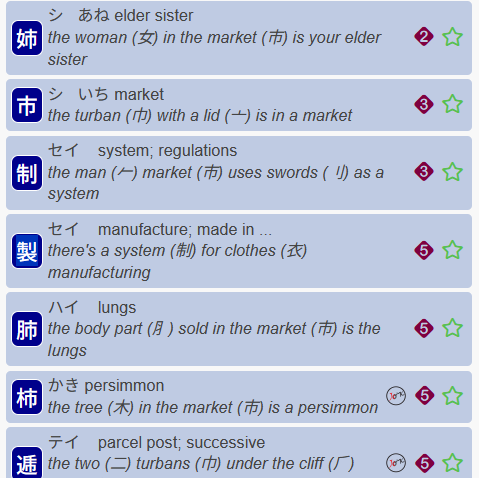 姉
シ あね elder sister
the woman (女) in the market (市) is your elder
sister
2
市
シ いち market
the turban (巾) with a lid (亠) is in a market
3
制
セイ system; regulations
the man (𠂉) market (市) uses swords (刂) as a
system
3
製
セイ manufacture; made in ...
there's a system (制) for clothes (衣)
manufacturing
5
肺
ハイ lungs
the body part (⺼) sold in the market (市) is the
lungs
5
柿
かき persimmon
the tree (木) in the market (市) is a persimmon
5
逓
テイ parcel post; successive
the two (二) turbans (巾) under the cliff (⺁)
5